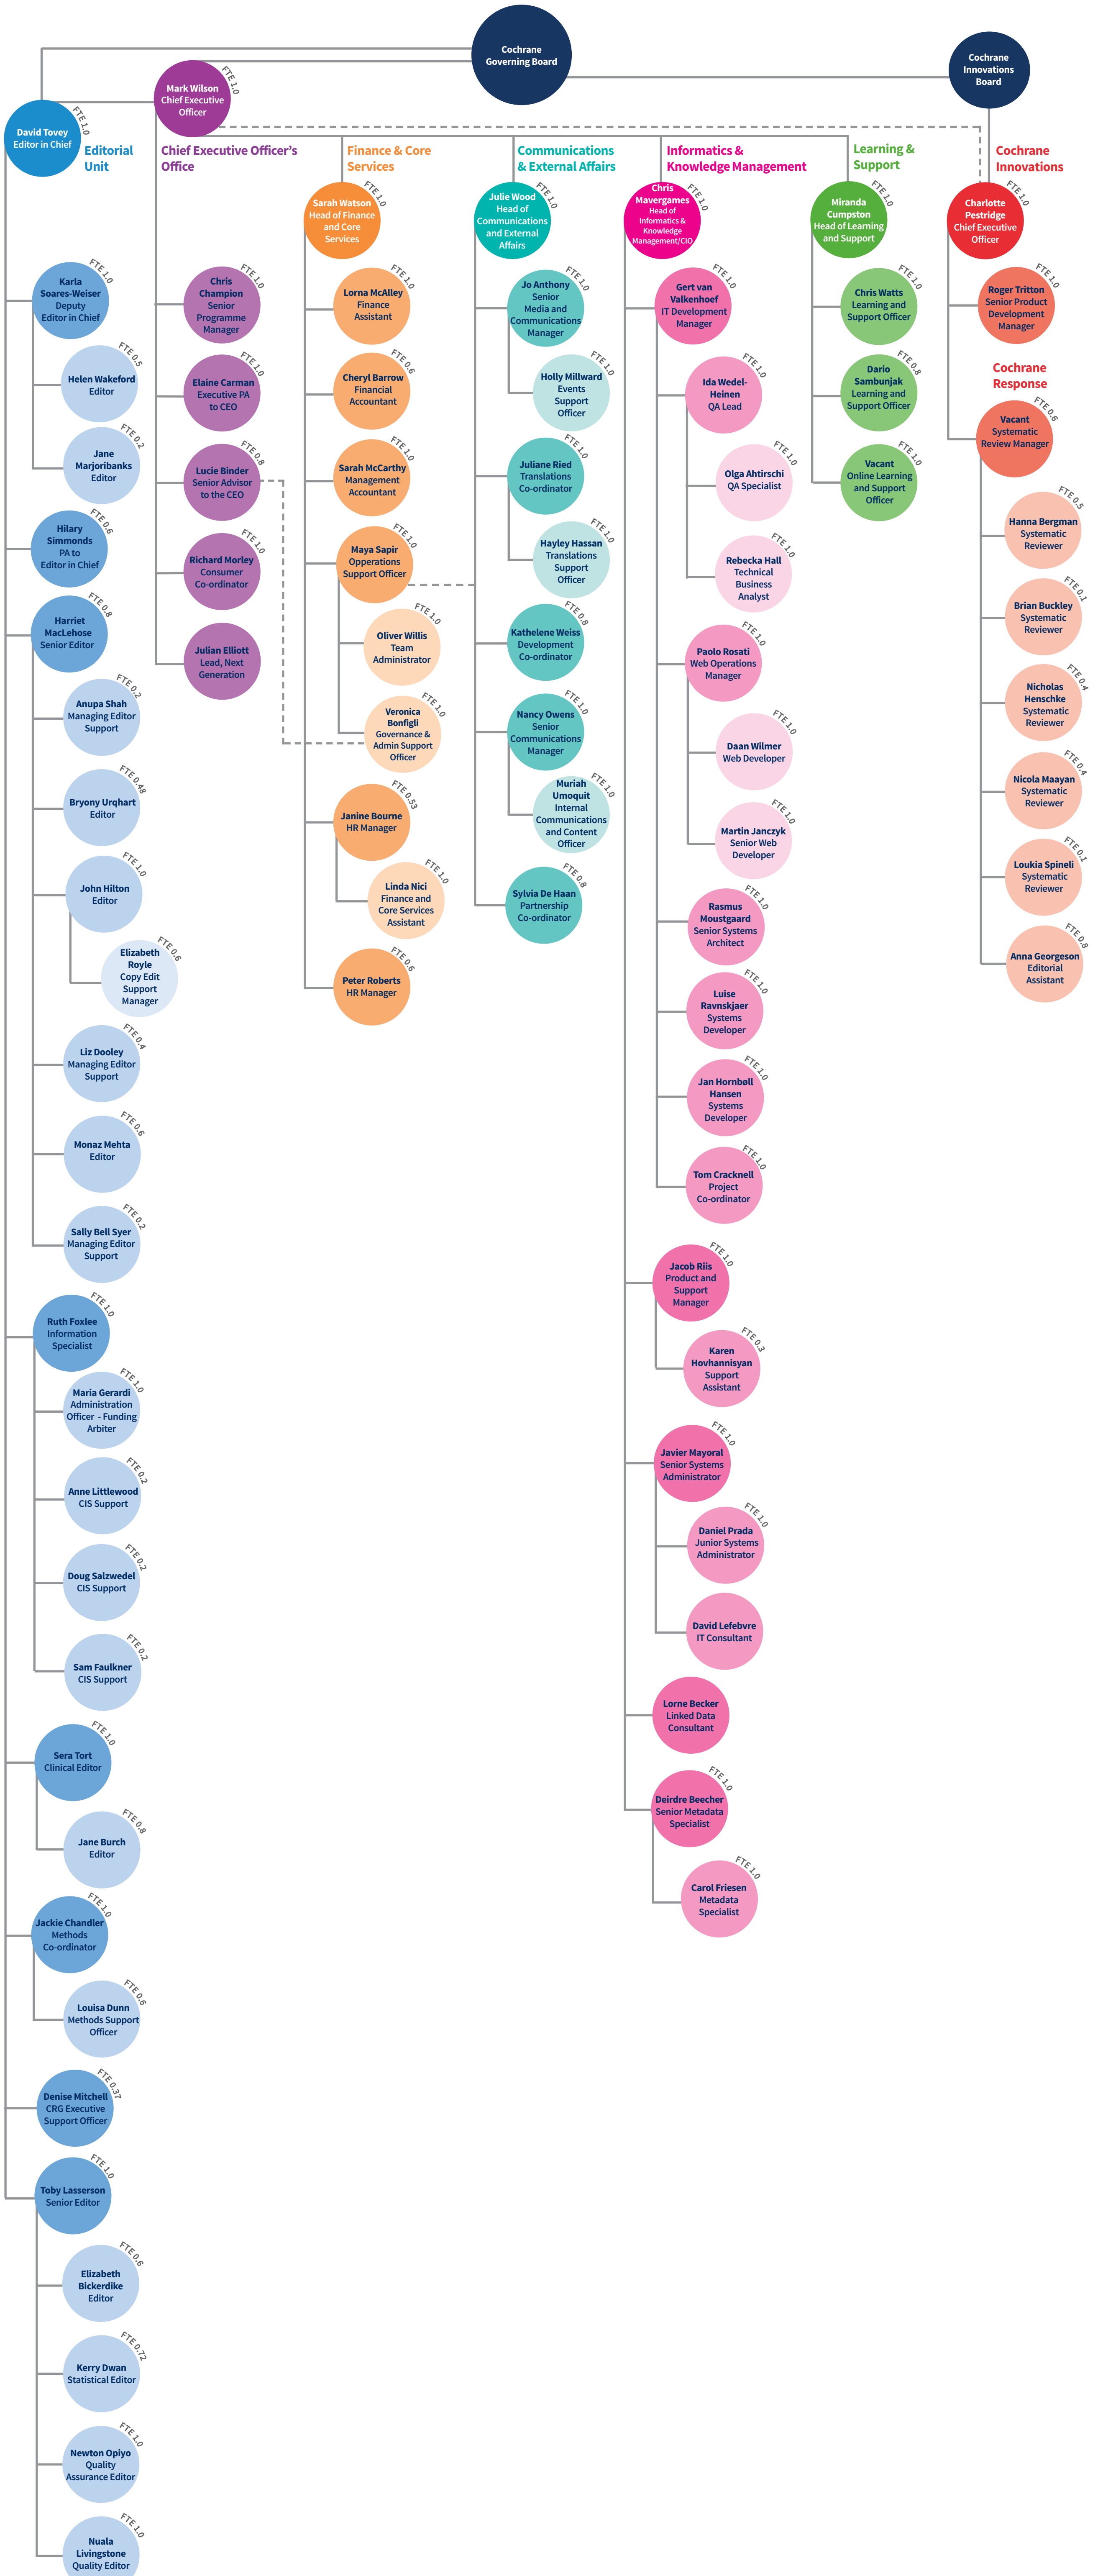 Cochrane
Governing Board
Cochrane
Innovations
Board
FTE 1.0
Mark Wilson
Chief Executive
Officer
FTE 1.0
David Tovey
Editor in Chief
Editorial
Unit
FTE 1.0
Karla
Soares-Weiser
Deputy
Editor in Chief
FTE 0.5
Helen Wakeford
Editor
FTE 0.2
Jane
Marjoribanks
Editor
FTE 0.6
Hilary
Simmonds
PA to
Editor in Chief
FTE 0.8
Harriet
MacLehose
Senior Editor
FTE 0.2
Anupa Shah
Managing Editor
Support
FTE 0.48
Bryony Urqhart
Editor
FTE 1.0
John Hilton
Editor
FTE 0.6
Elizabeth
Royle
Copy Edit
Support
Manager
FTE 0.4
Liz Dooley
Managing Editor
Support
FTE 0.6
Monaz Mehta
Editor
FTE 0.2
Sally Bell Syer
Managing Editor
Support
FTE 1.0
Ruth Foxlee
Information
Specialist
FTE 1.0
Maria Gerardi
Administration
Officer - Funding
Arbiter
FTE 0.2
Anne Littlewood
CIS Support
FTE 0.2
Doug Salzwedel
CIS Support
FTE 0.2
Sam Faulkner
CIS Support
FTE 1.0
Sera Tort
Clinical Editor
FTE 0.8
Jane Burch
Editor
FTE 1.0
Jackie Chandler
Methods
Co-ordinator
FTE 0.6
Louisa Dunn
Methods Support
Officer
FTE 0.37
Denise Mitchell
CRG Executive
Support Officer
FTE 1.0
Toby Lasserson
Senior Editor
FTE 0.6
Elizabeth
Bickerdike
Editor
FTE 0.72
Kerry Dwan
Statistical Editor
FTE 1.0
Newton Opiyo
Quality
Assurance Editor
FTE 1.0
Nuala
Livingstone
Quality Editor
Chief Executive Officer's
Office
FTE 1.0
Chris
Champion
Senior
Programme
Manager
FTE 1.0
Elaine Carman
Executive PA
to CEO
FTE 0.8
Lucie Binder
Senior Advisor
to the CEO
FTE 1.0
Richard Morley
Consumer
Co-ordinator
Julian Elliott
Lead, Next
Generation
Finance & Core
Services
FTE 1.0
Sarah Watson
Head of Finance
and Core
Services
FTE 1.0
Lorna McAlley
Finance
Assistant
FTE 0.6
Cheryl Barrow
Financial
Accountant
FTE 1.0
Sarah McCarthy
Management
Accountant
FTE 1.0
Maya Sapir
Opperations
Support Officer
FTE 1.0
Oliver Willis
Team
Administrator
FTE 1.0
Veronica
Bonfigli
Governance &
Admin Support
Officer
FTE 0.53
Janine Bourne
HR Manager
FTE 1.0
Linda Nici
Finance and
Core Services
Assistant
FTE 0.6
Peter Roberts
HR Manager
Communications
& External Affairs
FTE 1.0
Julie Wood
Head of
Communications
and External
Affairs
FTE 1.0
Jo Anthony
Senior
Media and
Communications
Manager
FTE 1.0
Holly Millward
Events
Support
Officer
FTE 1.0
Juliane Ried
Translations
Co-ordinator
FTE 1.0
Hayley Hassan
Translations
Support
Officer
FTE 0.8
Kathelene Weiss
Development
Co-ordinator
FTE 1.0
Nancy Owens
Senior
Communications
Manager
FTE 1.0
Muriah
Umoquit
Internal
Communications
and Content
Officer
FTE 0.8
Sylvia De Haan
Partnership
Co-ordinator
Informatics &
Knowledge Management
FTE 1.0
Chris
Mavergames
Head of
Informatics &
Knowledge
Management/CIO
FTE 1.0
Gert van
Valkenhoef
IT Development
Manager
FTE 1.0
Ida Wedel-
Heinen
QA Lead
FTE 1.0
Olga Ahtirschi
QA Specialist
FTE 1.0
Rebecka Hall
Technical
Business
Analyst
FTE 1.0
Paolo Rosati
Web Operations
Manager
FTE 1.0
Daan Wilmer
Web Developer
FTE 1.0
Martin Janczyk
Senior Web
Developer
FTE 1.0
Rasmus
Moustgaard
Senior Systems
Architect
FTE 1.0
Luise
Ravnskjaer
Systems
Developer
FTE 1.0
Jan Hornbøll
Hansen
Systems
Developer
FTE 1.0
Tom Cracknell
Project
Co-ordinator
FTE 1.0
Jacob Riis
Product and
Support
Manager
FTE 0.3
Karen
Hovhannisyan
Support
Assistant
FTE 1.0
Javier Mayoral
Senior Systems
Administrator
FTE 1.0
Daniel Prada
Junior Systems
Administrator
David Lefebvre
IT Consultant
Lorne Becker
Linked Data
Consultant
FTE 1.0
Deirdre Beecher
Senior Metadata
Specialist
FTE 1.0
Carol Friesen
Metadata
Specialist
Learning &
Support
FTE 1.0
Miranda
Cumpston
Head of Learning
and Support
FTE 1.0
Chris Watts
Learning and
Support Officer
FTE 0.8
Dario
Sambunjak
Learning and
Support Officer
FTE 1.0
Vacant
Online Learning
and Support
Officer
Cochrane
Innovations
FTE 1.0
Charlotte
Pestridge
Chief Executive
Officer
FTE 1.0
Roger Tritton
Senior Product
Development
Manager
Cochrane
Response
FTE 0.6
Vacant
Systematic
Review Manager
FTE 0.5
Hanna Bergman
Systematic
Reviewer
FTE 0.1
Brian Buckley
Systematic
Reviewer
FTE 0.4
Nicholas
Henschke
Systematic
Reviewer
FTE 0.4
Nicola Maayan
Systematic
Reviewer
FTE 0.1
Loukia Spineli
Systematic
Reviewer
FTE 0.8
Anna Georgeson
Editorial
Assistant